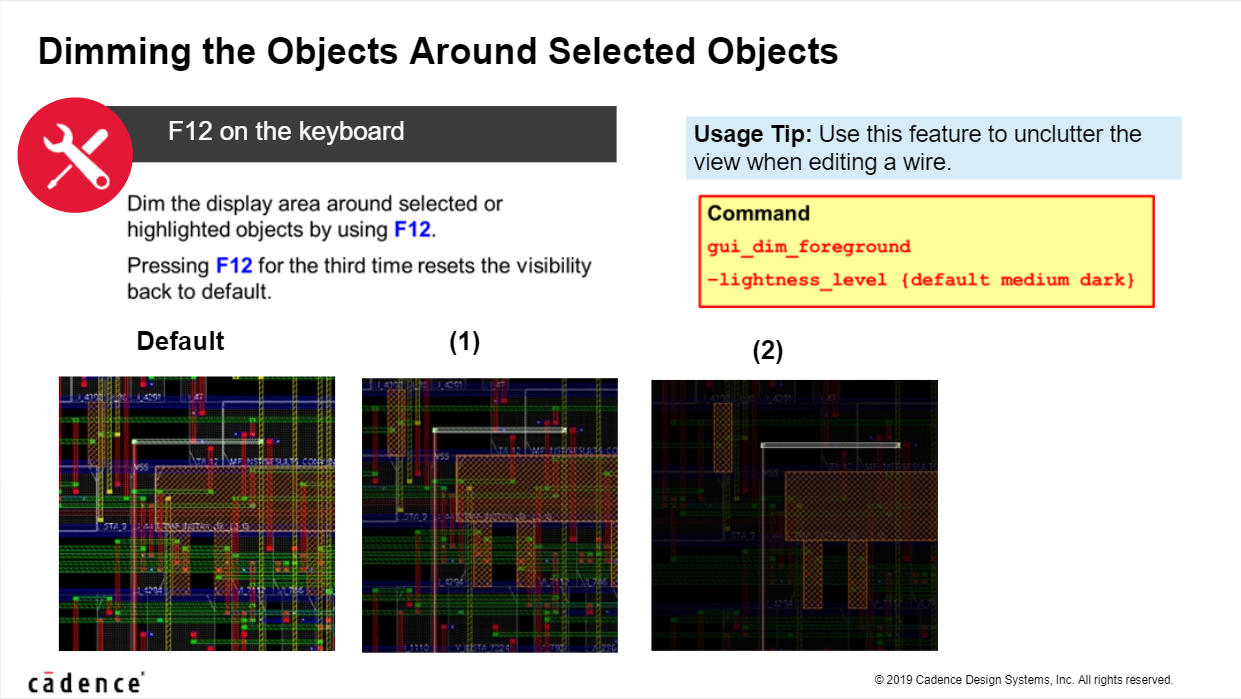 Dimming the Objects Around Selected Objects
F12 on the keyboard
Usage Tip: Use this feature to unclutter the
view when editing a wire.
Dim the display area around selected or
highlighted objects by using F12.
Pressing F12 for the third time resets the visibility
back to default.
Command
gui_dim_foreground
–lightness_level {default medium dark}
Default
(1)
(2)
VSS
VSS
cādence
© 2019 Cadence Design Systems, Inc. All rights reserved.